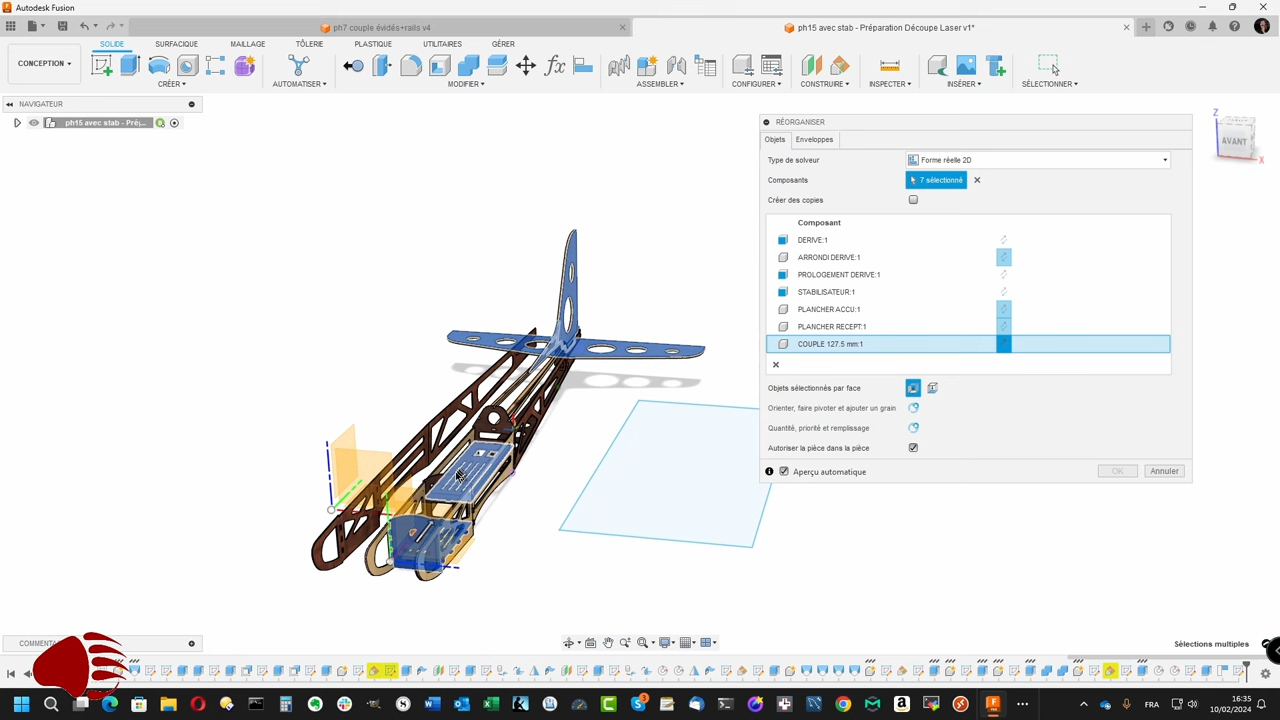 Autodesk Fusion
ph7 couple évidés+rails v4
ph15 avec stab - Préparation Découpe Laser v1*
SOLIDE
SURFACIQUE
MAILLAGE
TÔLERIE
PLASTIQUE
UTILITAIRES
GÉRER
CONCEPTION
CRÉER
AUTOMATISER
MODIFIER
ASSEMBLER
CONFIGURER
CONSTRUIRE
INSPECTER
INSÉRER
SÉLECTIONNER
NAVIGATEUR
ph15 avec stab - Prép...
RÉORGANISER
Objets
Enveloppes
Type de solveur
Forme réelle 2D
Composants
7 sélectionné
Créer des copies
Composant
DERIVE:1
ARRONDI DERIVE:1
PROLOGEMENT DERIVE:1
STABILISATEUR:1
PLANCHER ACCU:1
PLANCHER RECEPT:1
COUPLE 127.5 mm:1
Objets sélectionnés par face
Orienter, faire pivoter et ajouter un grain
Quantité, priorité et remplissage
Autoriser la pièce dans la pièce
Aperçu automatique
OK
Annuler
Z
AVANT
X
COMMENTA
Sélections multiples
FRA
16:35
10/02/2024